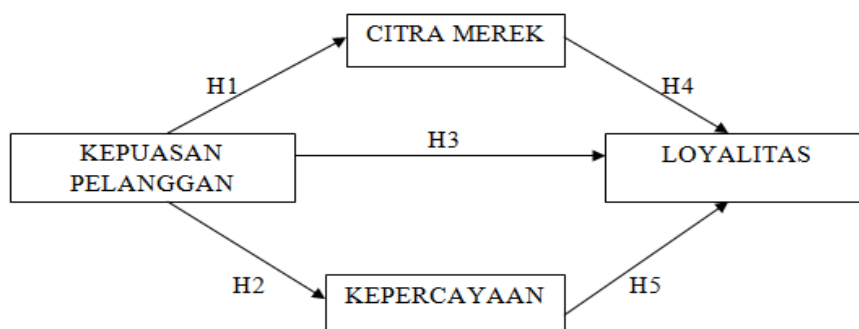 CITRA MEREK
H1
H4
KEPUASAN
PELANGGAN
H3
LOYALITAS
H2
KEPERCAYAAN
H5